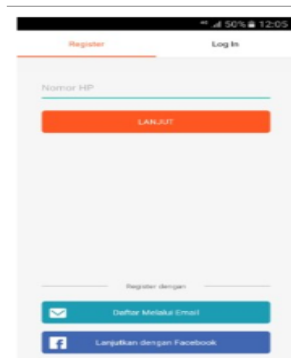 50% 12:05
Register Log In
Nomor HP
LANJUT
Register dengan
Daftar Melalui Email
Lanjutkan dengan Facebook